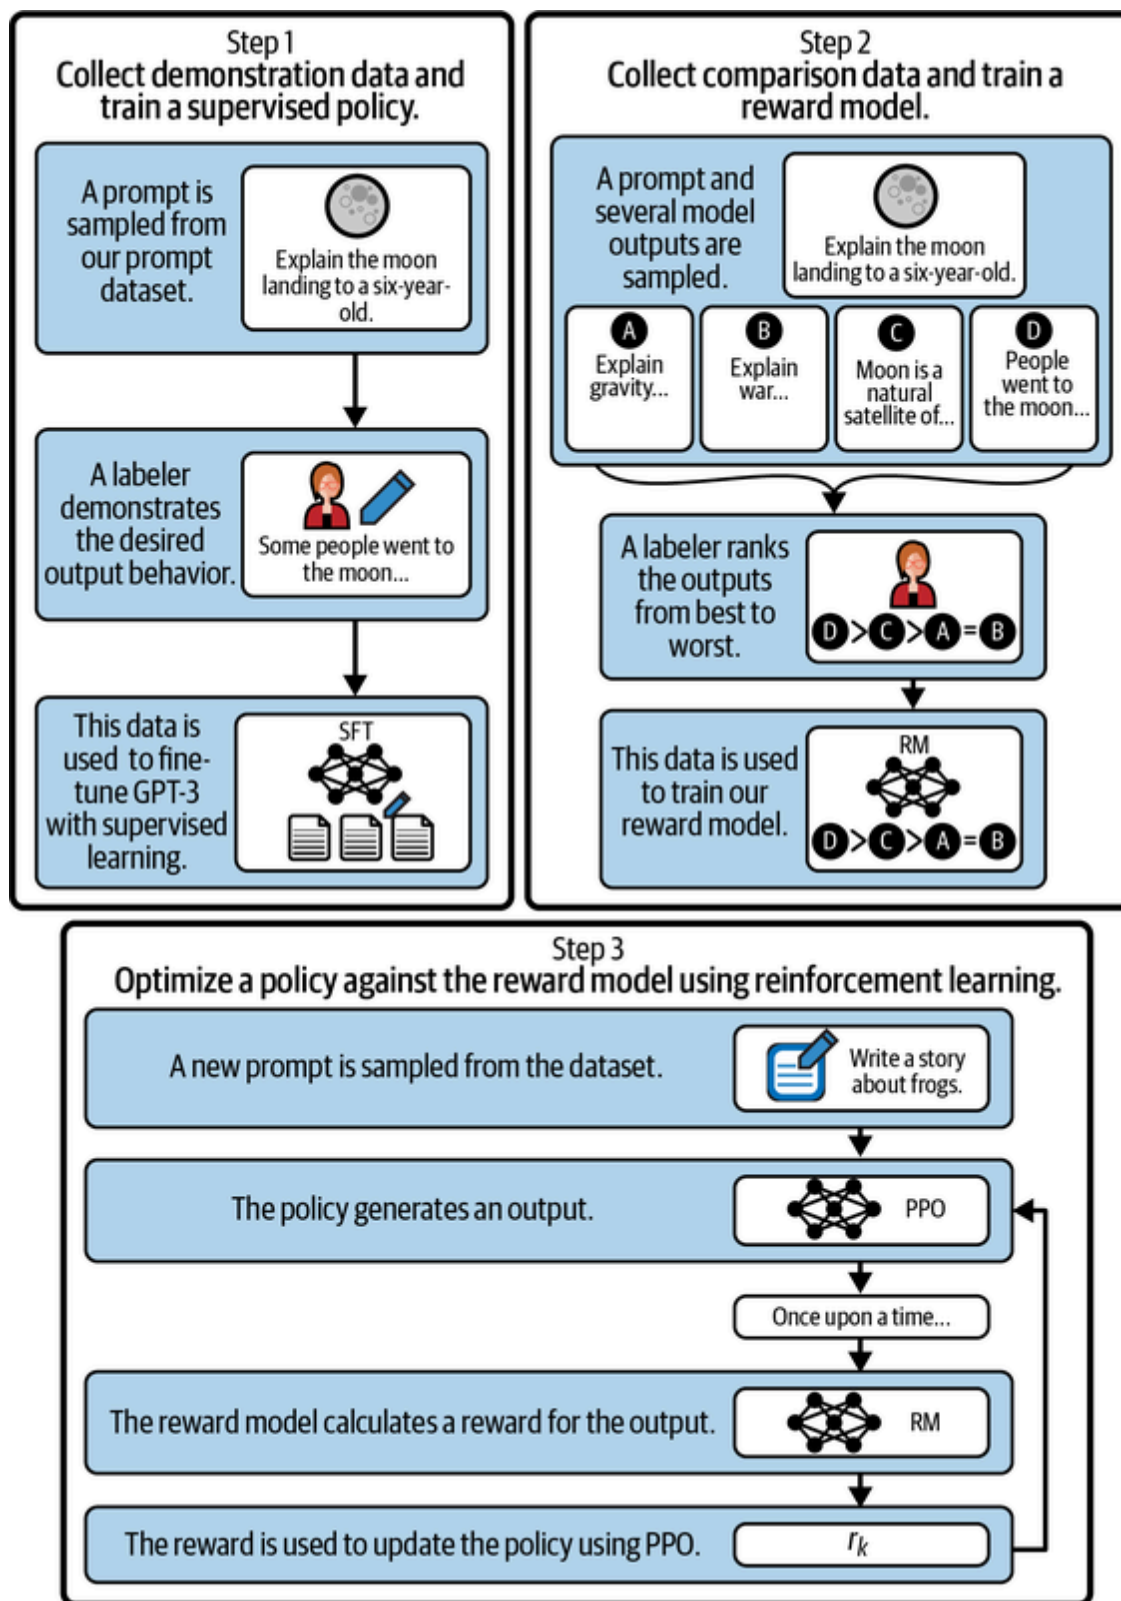 Step 1
Collect demonstration data and
train a supervised policy.
A prompt is
sampled from
our prompt
dataset.
Explain the moon
landing to a six-year-
old.
A labeler
demonstrates
the desired
output behavior.
Some people went to
the moon...
This data is
used to fine-
tune GPT-3
with supervised
learning.
SFT
Step 2
Collect comparison data and train a
reward model.
A prompt and
several model
outputs are
sampled.
Explain the moon
landing to a six-year-old.
A
Explain
gravity...
B
Explain
war...
C
Moon is a
natural
satellite of...
D
People
went to
the moon...
A labeler ranks
the outputs
from best to
worst.
D > C > A = B
This data is used
to train our
reward model.
RM
D > C > A = B
Step 3
Optimize a policy against the reward model using reinforcement learning.
A new prompt is sampled from the dataset.
Write a story
about frogs.
The policy generates an output.
PPO
Once upon a time...
The reward model calculates a reward for the output.
RM
The reward is used to update the policy using PPO.
rk